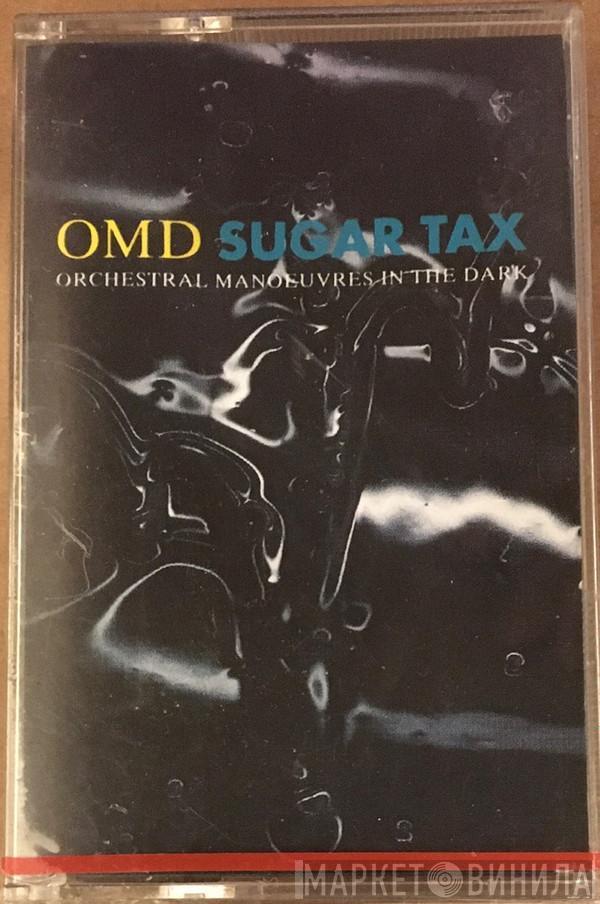 OMD SUGAR TAX
ORCHESTRAL MANOEUVRES IN THE DARK
МАРКЕТ ВИНИЛА